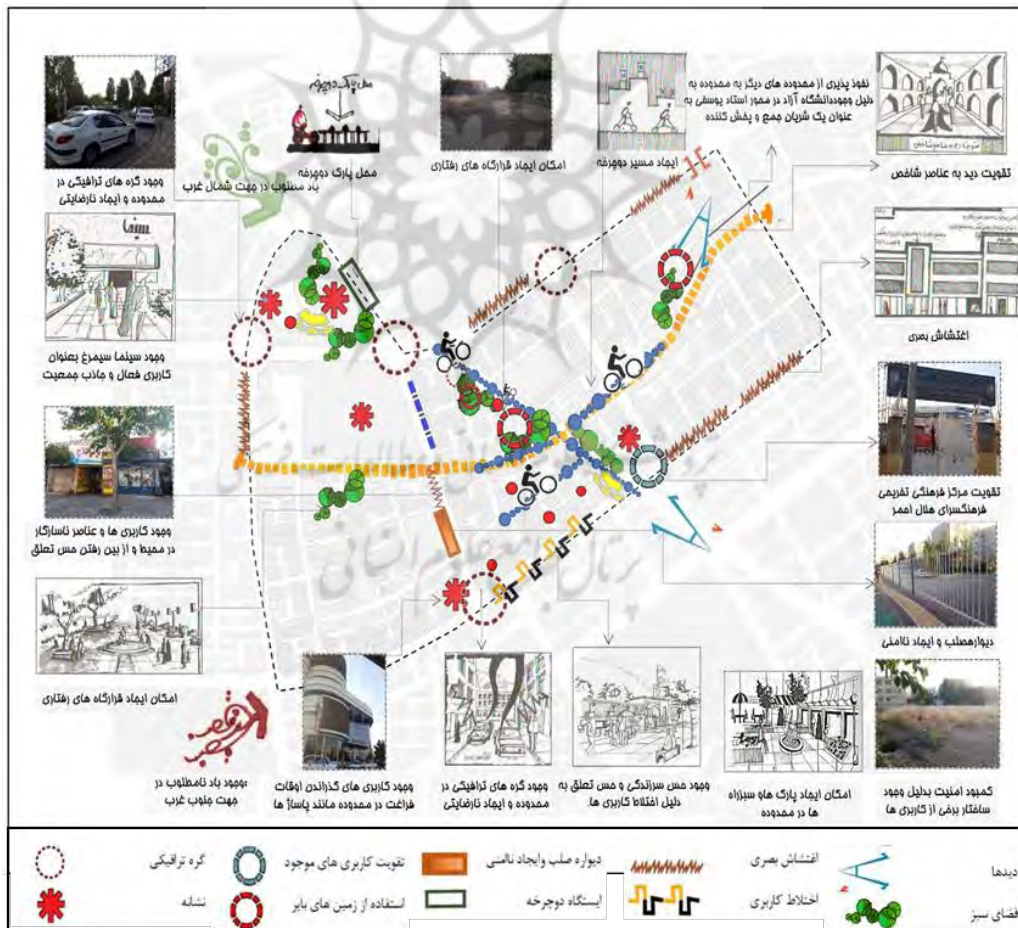 نفوذ پذیری از محدوده های دیگر به محدوده به
دلیل وجوددانشگاه آزاد در محور استاد یوسفی به
عنوان یک شریان جمع و پخش کننده
محل پارک دوچرخه
تقویت دید به عناصر شاخص
ایجاد مسیر دوچرخه
امکان ایجاد قرارگاه های رفتاری
محل پارک دوچرخه
باد مطلوب در جهت شمال غرب
وجود گره های ترافیکی در
محدوده و ایجاد نارضایتی
سینما
اغتشاش بصری
وجود سینما سیمرغ بعنوان
کاربری فعال و جاذب جمعیت
تقویت مرکز فرهنگی تفریحی
فرهنگسرای هلال احمر
وجود کاربری ها و عناصر ناسازگار
در محیط و از بین رفتن حس تعلق
پرتال جامع علوم انسانی
دیوارهصلب و ایجاد ناامنی
امکان ایجاد قرارگاه های رفتاری
کمبود امنیت بدلیل وجود
ساختار برخی از کاربری ها
امکان ایجاد پارک هاو سبزراه
ها در محدوده
وجود حس سرزندگی و حس تعلق به
دلیل اختلاط کاربری ها.
وجود گره های ترافیکی در
محدوده و ایجاد نارضایتی
وجود کاربری های گذراندن اوقات
فراغت در محدوده مانند پاساژ ها
وجود باد نامطلوب در
جهت جنوب غرب
دیدها
اغتشاش بصری
دیواره صلب وایجاد ناامنی
تقویت کاربری های موجود
گره ترافیکی
فضای سبز
اختلاط کاربری
ایستگاه دوچرخه
استفاده از زمین های بایر
نشانه